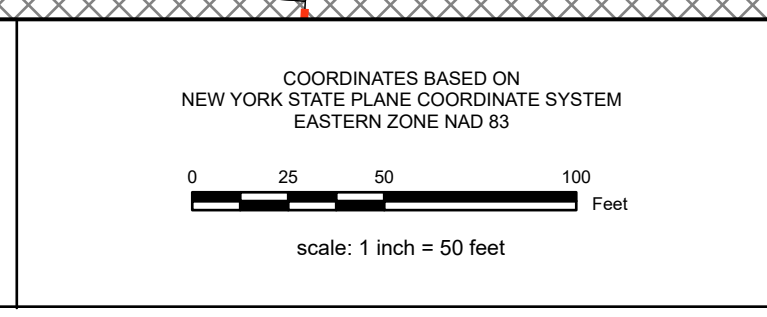 COORDINATES BASED ON
NEW YORK STATE PLANE COORDINATE SYSTEM
EASTERN ZONE NAD 83
0 25 50 100
Feet
scale: 1 inch = 50 feet